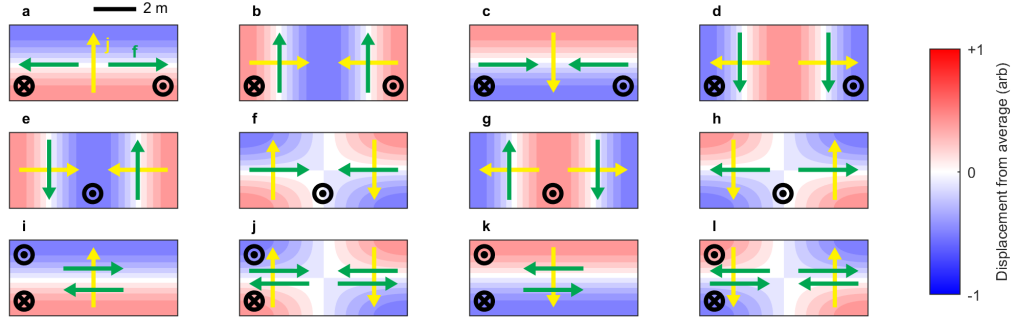 a
2 m
b
c
d
j
f
e
f
g
h
i
j
k
l
+1
0
-1
Displacement from average (arb)